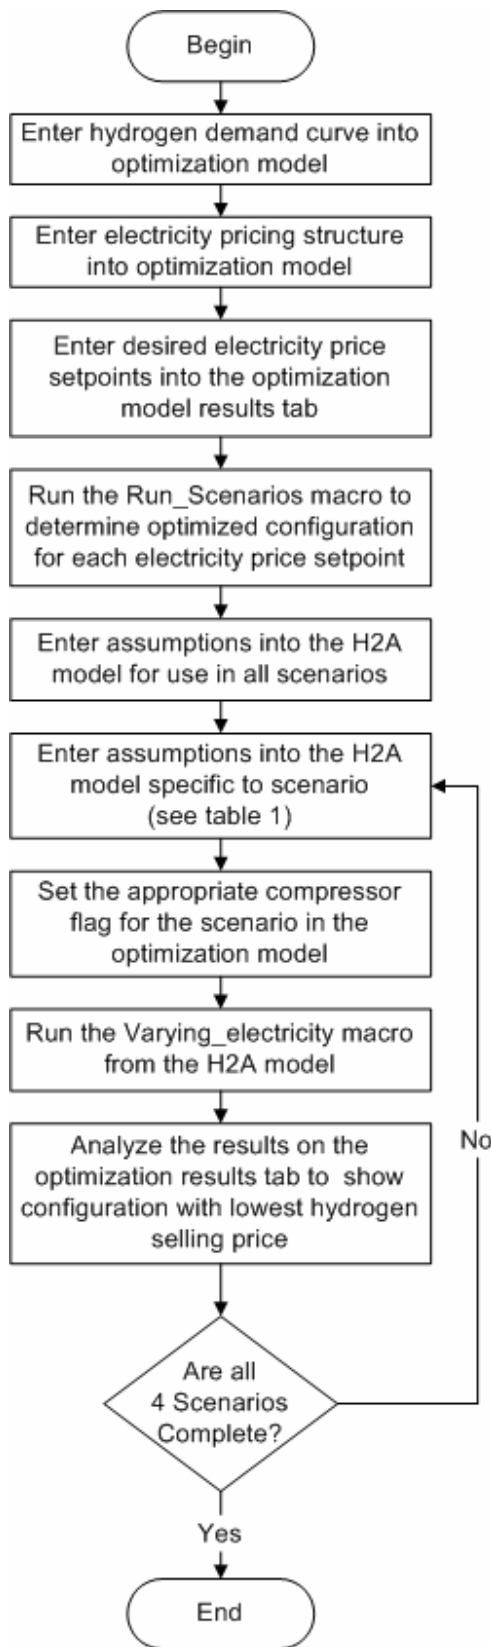 Begin
Enter hydrogen demand curve into
optimization model
Enter electricity pricing structure
into optimization model
Enter desired electricity price
setpoints into the optimization
model results tab
Run the Run_Scenarios macro to
determine optimized configuration
for each electricity price setpoint
Enter assumptions into the H2A
model for use in all scenarios
Enter assumptions into the H2A
model specific to scenario
(see table 1)
Set the appropriate compressor
flag for the scenario in the
optimization model
Run the Varying_electricity macro
from the H2A model
Analyze the results on the
optimization results tab to show
configuration with lowest hydrogen
selling price
No
Are all
4 Scenarios
Complete?
Yes
End